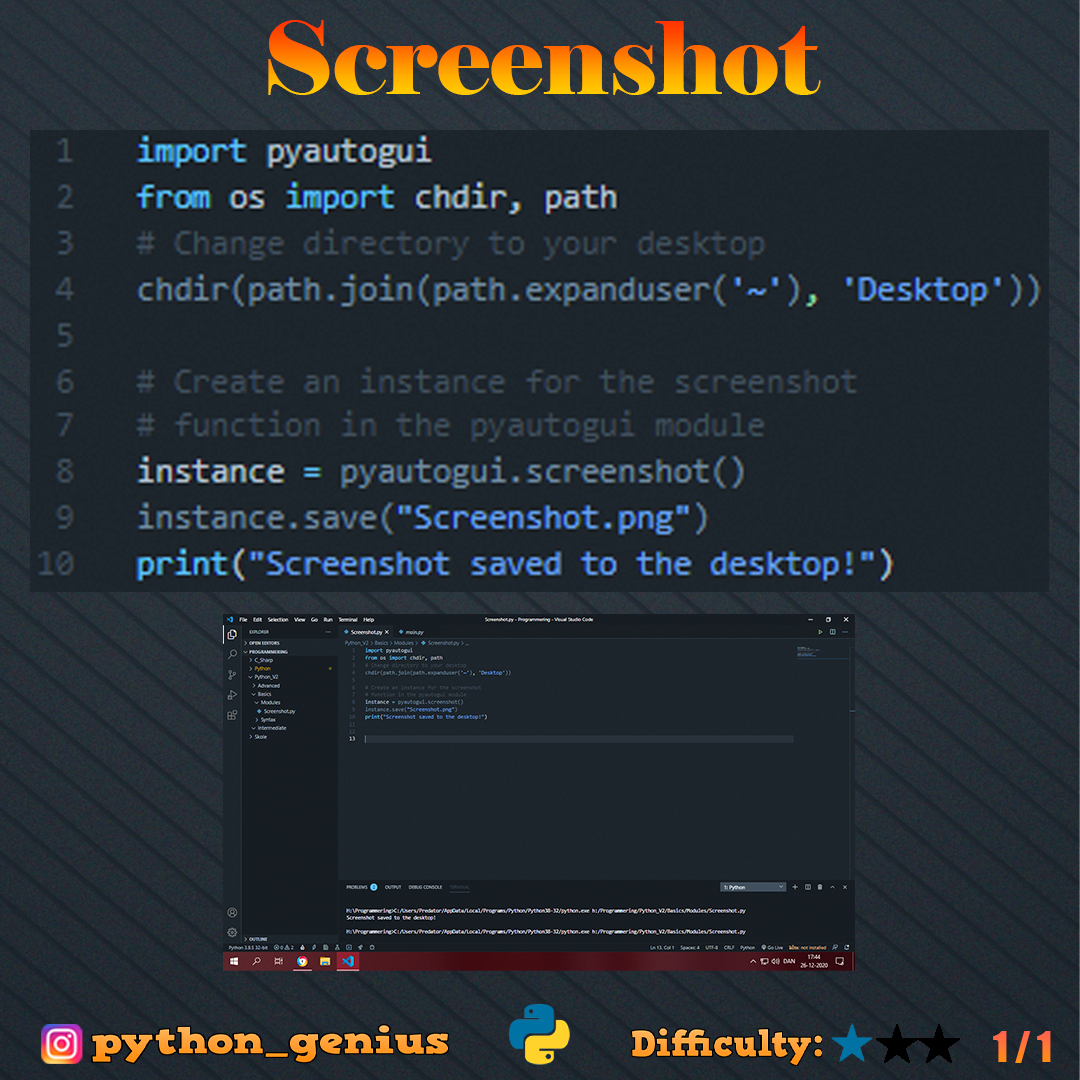 Screenshot
1 import pyautogui
2 from os import chdir, path
3 # Change directory to your desktop
4 chdir(path.join(path.expanduser('~'), 'Desktop'))
5
6 # Create an instance for the screenshot
7 # function in the pyautogui module
8 instance = pyautogui.screenshot()
9 instance.save("Screenshot.png")
10 print("Screenshot saved to the desktop!")
File Edit Selection View Go Run Terminal Help
Screenshot.py - Programmering - Visual Studio Code
EXPLORER
OPEN EDITORS
PROGRAMMERING
C_Sharp
Python
Python_V2
Advanced
Basics
Modules
Screenshot.py
Syntax
Intermediate
Skole
OUTLINE
Screenshot.py main.py
Python_V2 > Basics > Modules > Screenshot.py > ...
1 import pyautogui
2 from os import chdir, path
3 # Change directory to your desktop
4 chdir(path.join(path.expanduser('~'), 'Desktop'))
5
6 # Create an instance for the screenshot
7 # function in the pyautogui module
8 instance = pyautogui.screenshot()
9 instance.save("Screenshot.png")
10 print("Screenshot saved to the desktop!")
11
12
13
PROBLEMS 2 OUTPUT DEBUG CONSOLE TERMINAL
1: Python
H:\Programmering>C:/Users/Predator/AppData/Local/Programs/Python/Python38-32/python.exe h:/Programmering/Python_V2/Basics/Modules/Screenshot.py
Screenshot saved to the desktop!
H:\Programmering>C:/Users/Predator/AppData/Local/Programs/Python/Python38-32/python.exe h:/Programmering/Python_V2/Basics/Modules/Screenshot.py
Python 3.8.5 32-bit 0 2
Ln 13, Col 1 Spaces: 4 UTF-8 CRLF Python Go Live not installed
DAN
17:44
26-12-2020
python_genius
Difficulty:
1/1